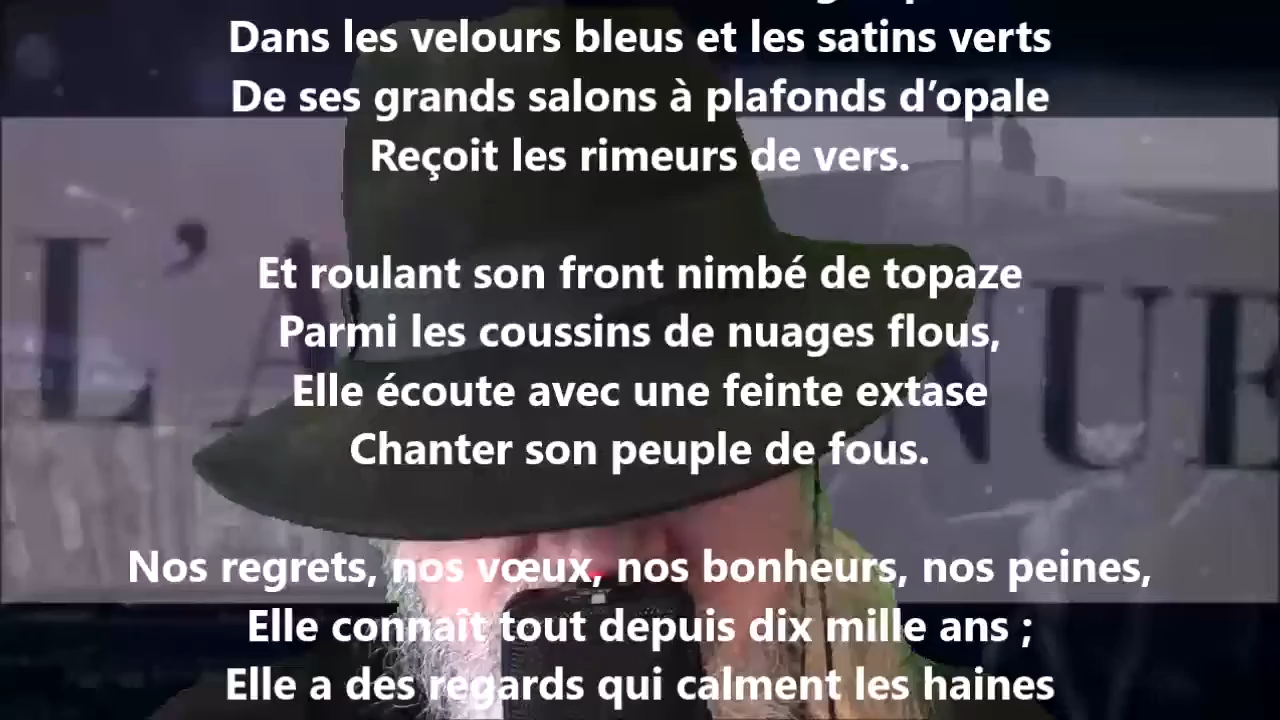 Dans les velours bleus et les satins verts
De ses grands salons à plafonds d’opale
Reçoit les rimeurs de vers.
Et roulant son front nimbé de topaze
Parmi les coussins de nuages flous,
Elle écoute avec une feinte extase
Chanter son peuple de fous.
Nos regrets, nos vœux, nos bonheurs, nos peines,
Elle connaît tout depuis dix mille ans ;
Elle a des regards qui calment les haines